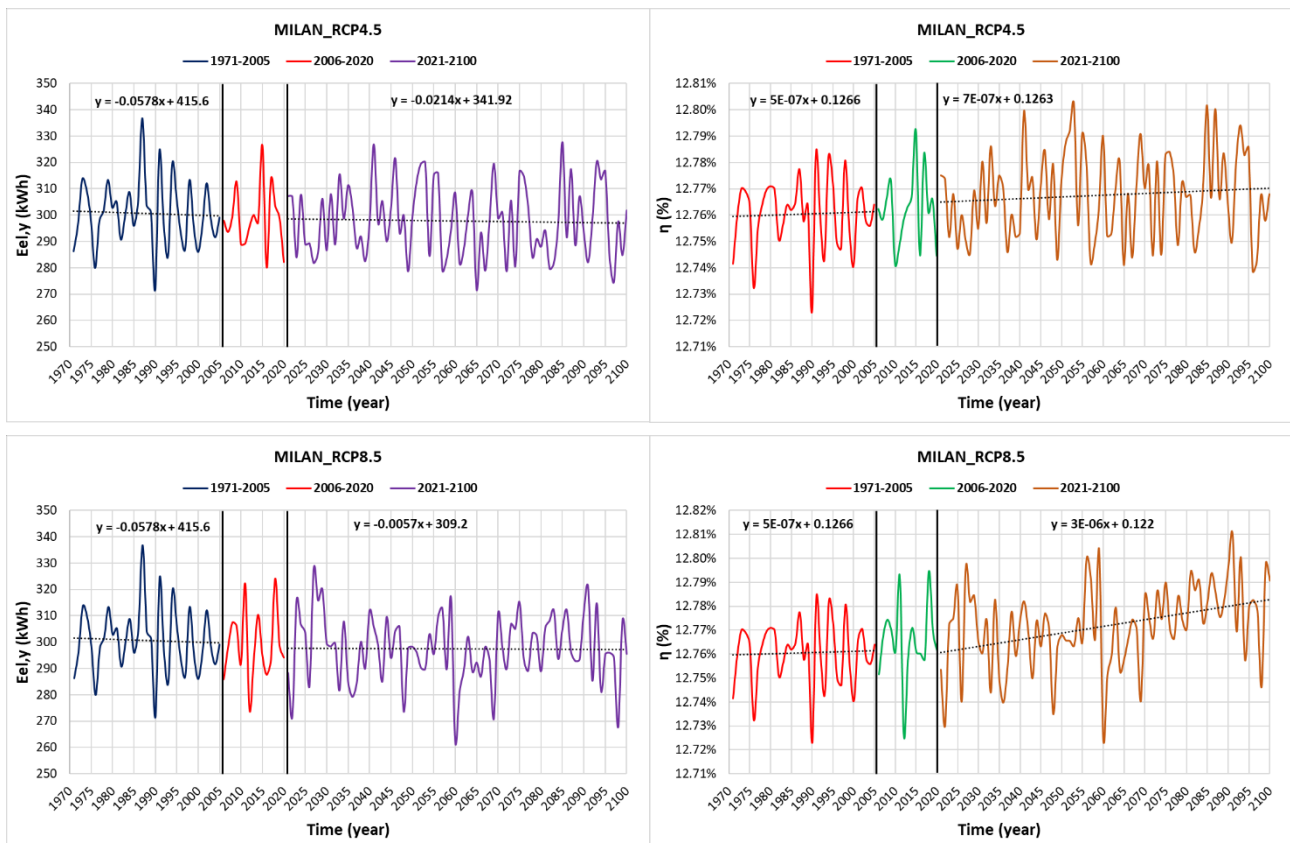 MILAN_RCP4.5
1971-2005 2006-2020 2021-2100
y = -0.0578x + 415.6
y = -0.0214x + 341.92
Eel,y (kWh)
350
340
330
320
310
300
290
280
270
260
250
1970 1975 1980 1985 1990 1995 2000 2005 2010 2015 2020 2025 2030 2035 2040 2045 2050 2055 2060 2065 2070 2075 2080 2085 2090 2095 2100
Time (year)
MILAN_RCP4.5
1971-2005 2006-2020 2021-2100
y = 5E-07x + 0.1266
y = 7E-07x + 0.1263
η (%)
12.81%
12.80%
12.79%
12.78%
12.77%
12.76%
12.75%
12.74%
12.73%
12.72%
12.71%
1970 1975 1980 1985 1990 1995 2000 2005 2010 2015 2020 2025 2030 2035 2040 2045 2050 2055 2060 2065 2070 2075 2080 2085 2090 2095 2100
Time (year)
MILAN_RCP8.5
1971-2005 2006-2020 2021-2100
y = -0.0578x + 415.6
y = -0.0057x + 309.2
Eel,y (kWh)
350
340
330
320
310
300
290
280
270
260
250
1970 1975 1980 1985 1990 1995 2000 2005 2010 2015 2020 2025 2030 2035 2040 2045 2050 2055 2060 2065 2070 2075 2080 2085 2090 2095 2100
Time (year)
MILAN_RCP8.5
1971-2005 2006-2020 2021-2100
y = 5E-07x + 0.1266
y = 3E-06x + 0.122
η (%)
12.82%
12.81%
12.80%
12.79%
12.78%
12.77%
12.76%
12.75%
12.74%
12.73%
12.72%
12.71%
1970 1975 1980 1985 1990 1995 2000 2005 2010 2015 2020 2025 2030 2035 2040 2045 2050 2055 2060 2065 2070 2075 2080 2085 2090 2095 2100
Time (year)